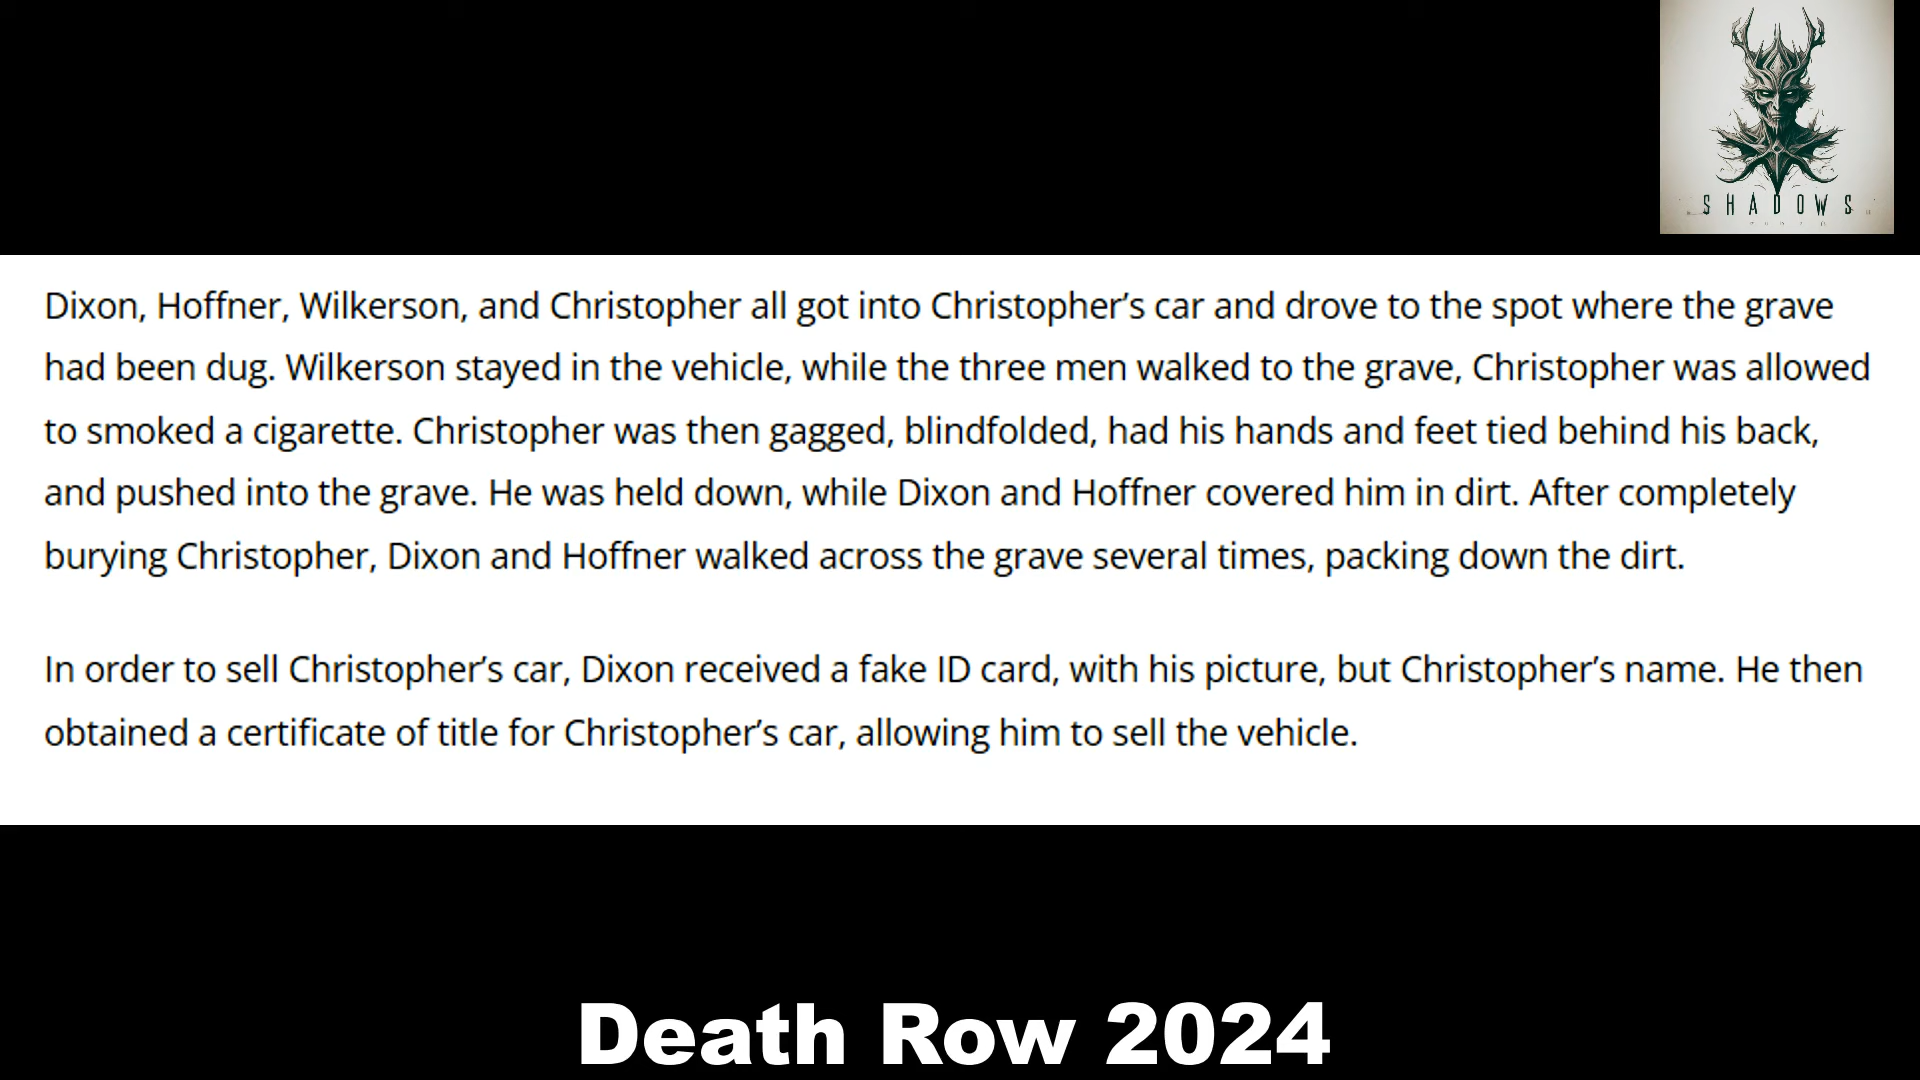 SHADOWS
Dixon, Hoffner, Wilkerson, and Christopher all got into Christopher’s car and drove to the spot where the grave
had been dug. Wilkerson stayed in the vehicle, while the three men walked to the grave, Christopher was allowed
to smoked a cigarette. Christopher was then gagged, blindfolded, had his hands and feet tied behind his back,
and pushed into the grave. He was held down, while Dixon and Hoffner covered him in dirt. After completely
burying Christopher, Dixon and Hoffner walked across the grave several times, packing down the dirt.
In order to sell Christopher’s car, Dixon received a fake ID card, with his picture, but Christopher’s name. He then
obtained a certificate of title for Christopher’s car, allowing him to sell the vehicle.
Death Row 2024